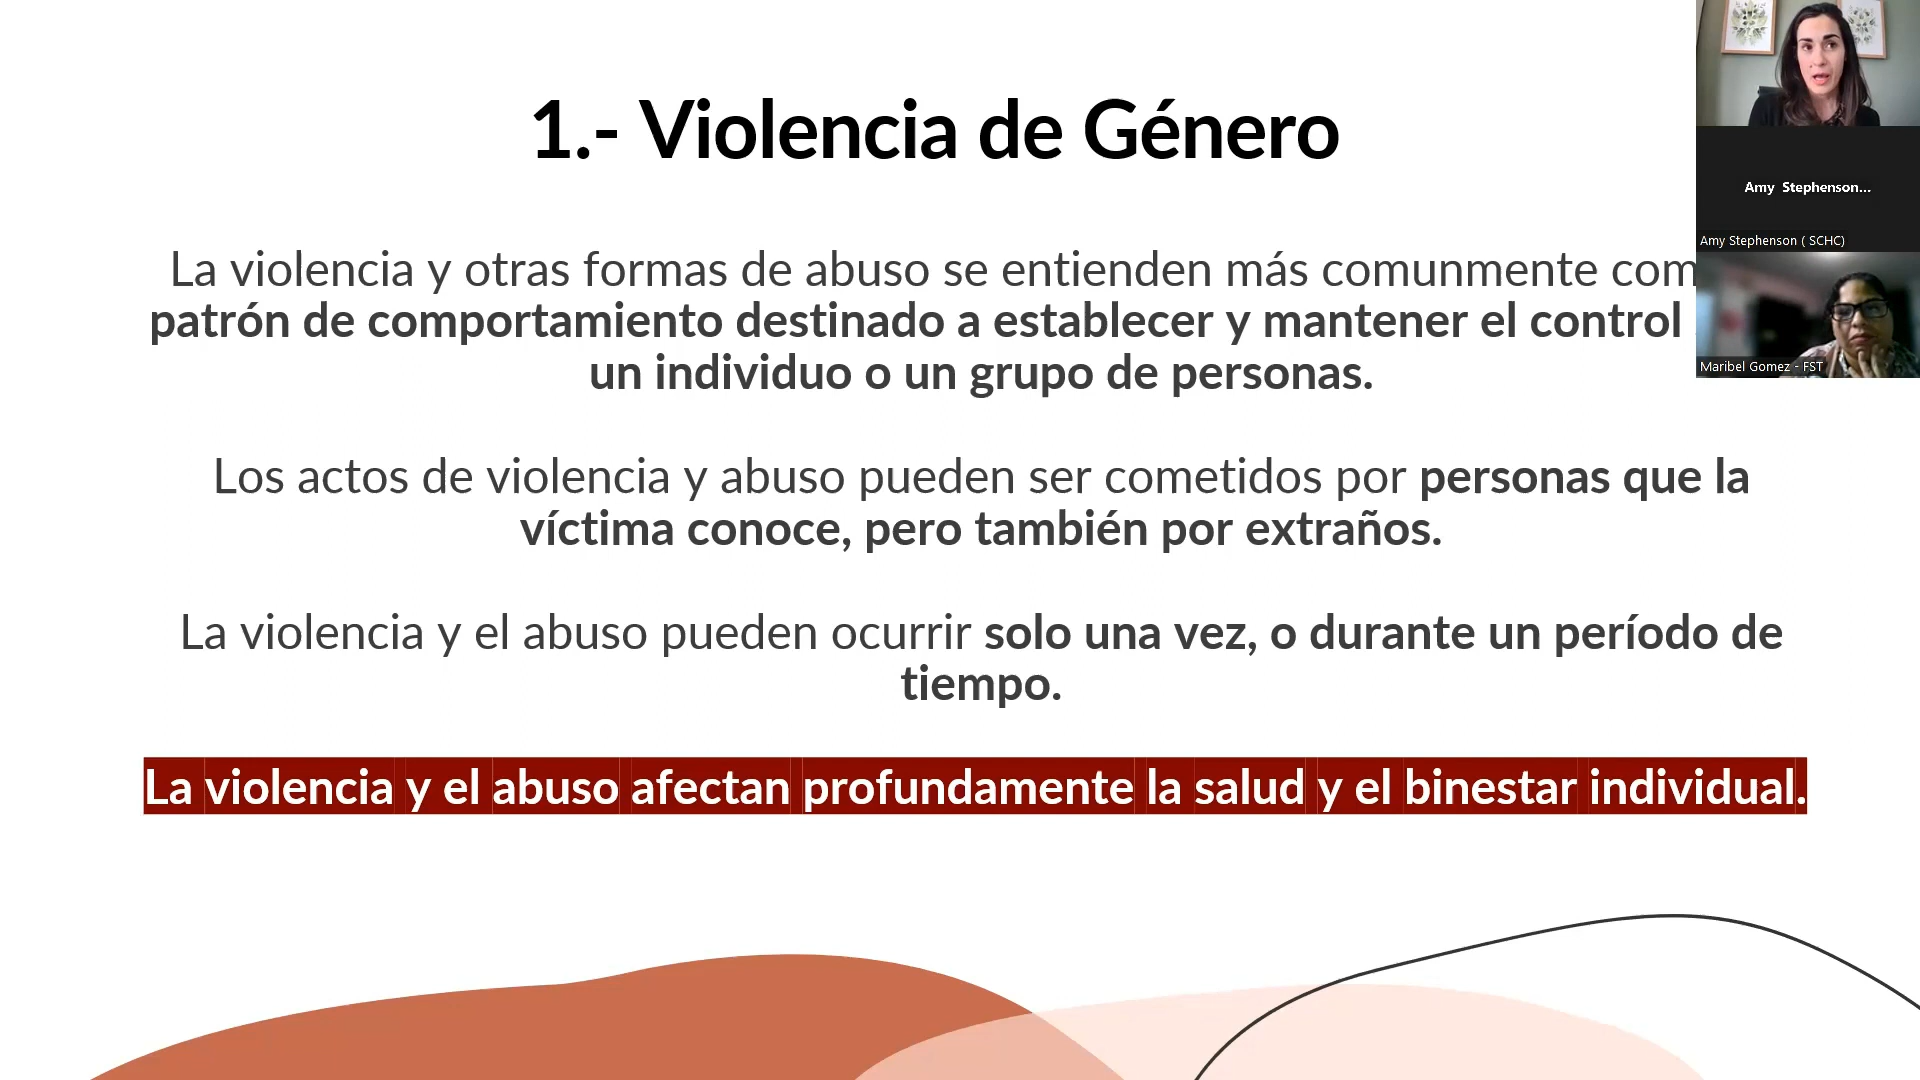 1.- Violencia de Género
La violencia y otras formas de abuso se entienden más comunmente com
patrón de comportamiento destinado a establecer y mantener el control
un individuo o un grupo de personas.
Los actos de violencia y abuso pueden ser cometidos por personas que la
víctima conoce, pero también por extraños.
La violencia y el abuso pueden ocurrir solo una vez, o durante un período de
tiempo.
La violencia y el abuso afectan profundamente la salud y el binestar individual.
Amy Stephenson...
Amy Stephenson ( SCHC)
Maribel Gomez - FST